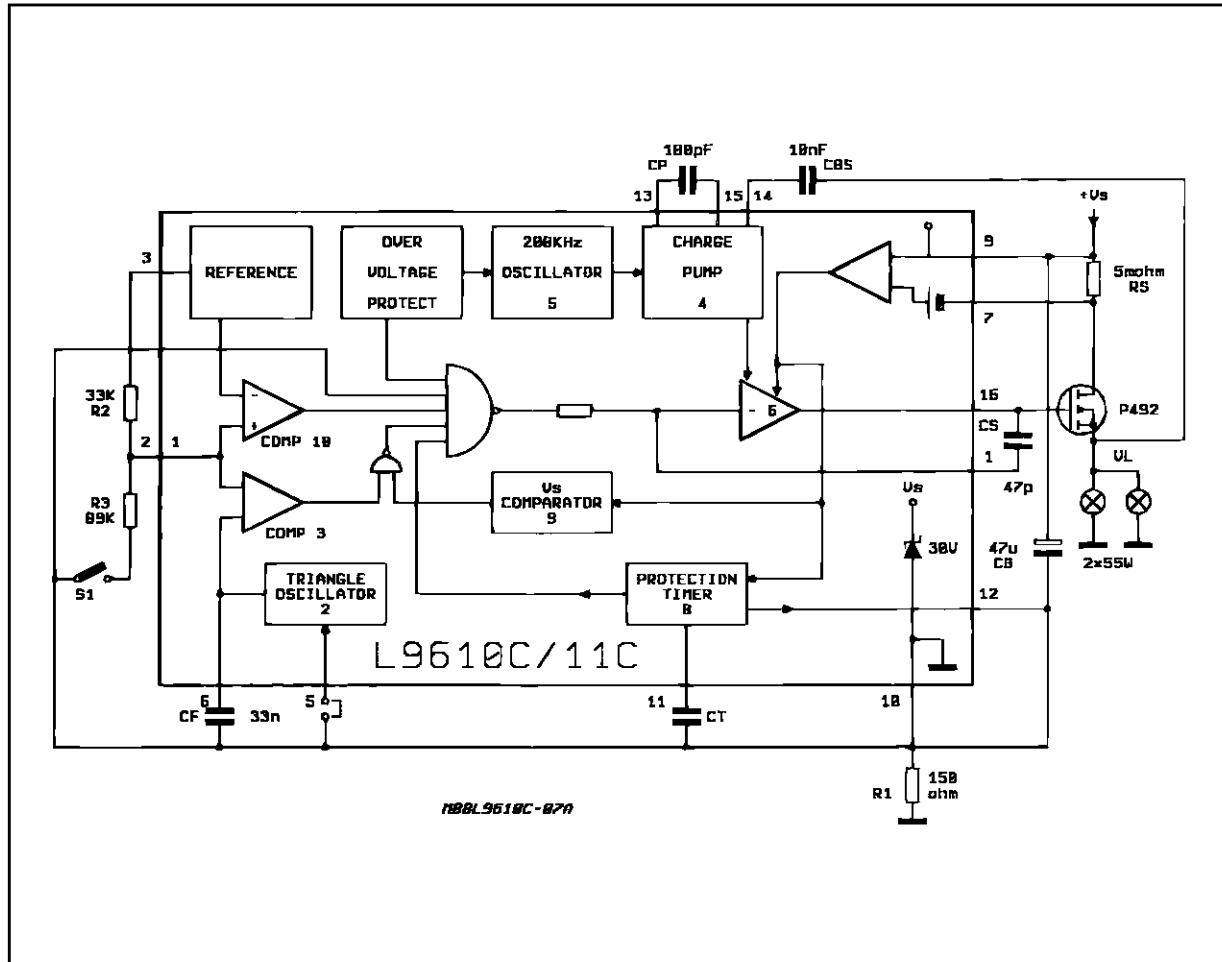 100pF
CP
10nF
CBS
13
15
14
+Vs
3
REFERENCE
OVER
VOLTAGE
PROTECT
200KHz
OSCILLATOR
5
CHARGE
PUMP
4
9
5mohm
RS
7
33K
R2
-
+
COMP 10
- 6
16
P492
CS
2
1
1
VL
47p
R3
89K
COMP 3
Vs
COMPARATOR
9
Vs
30V
47u
CB
2x55W
S1
TRIANGLE
OSCILLATOR
2
PROTECTION
TIMER
8
12
L9610C/11C
6
CF
33n
5
11
CT
10
R1
150
ohm
M88L9610C-07A